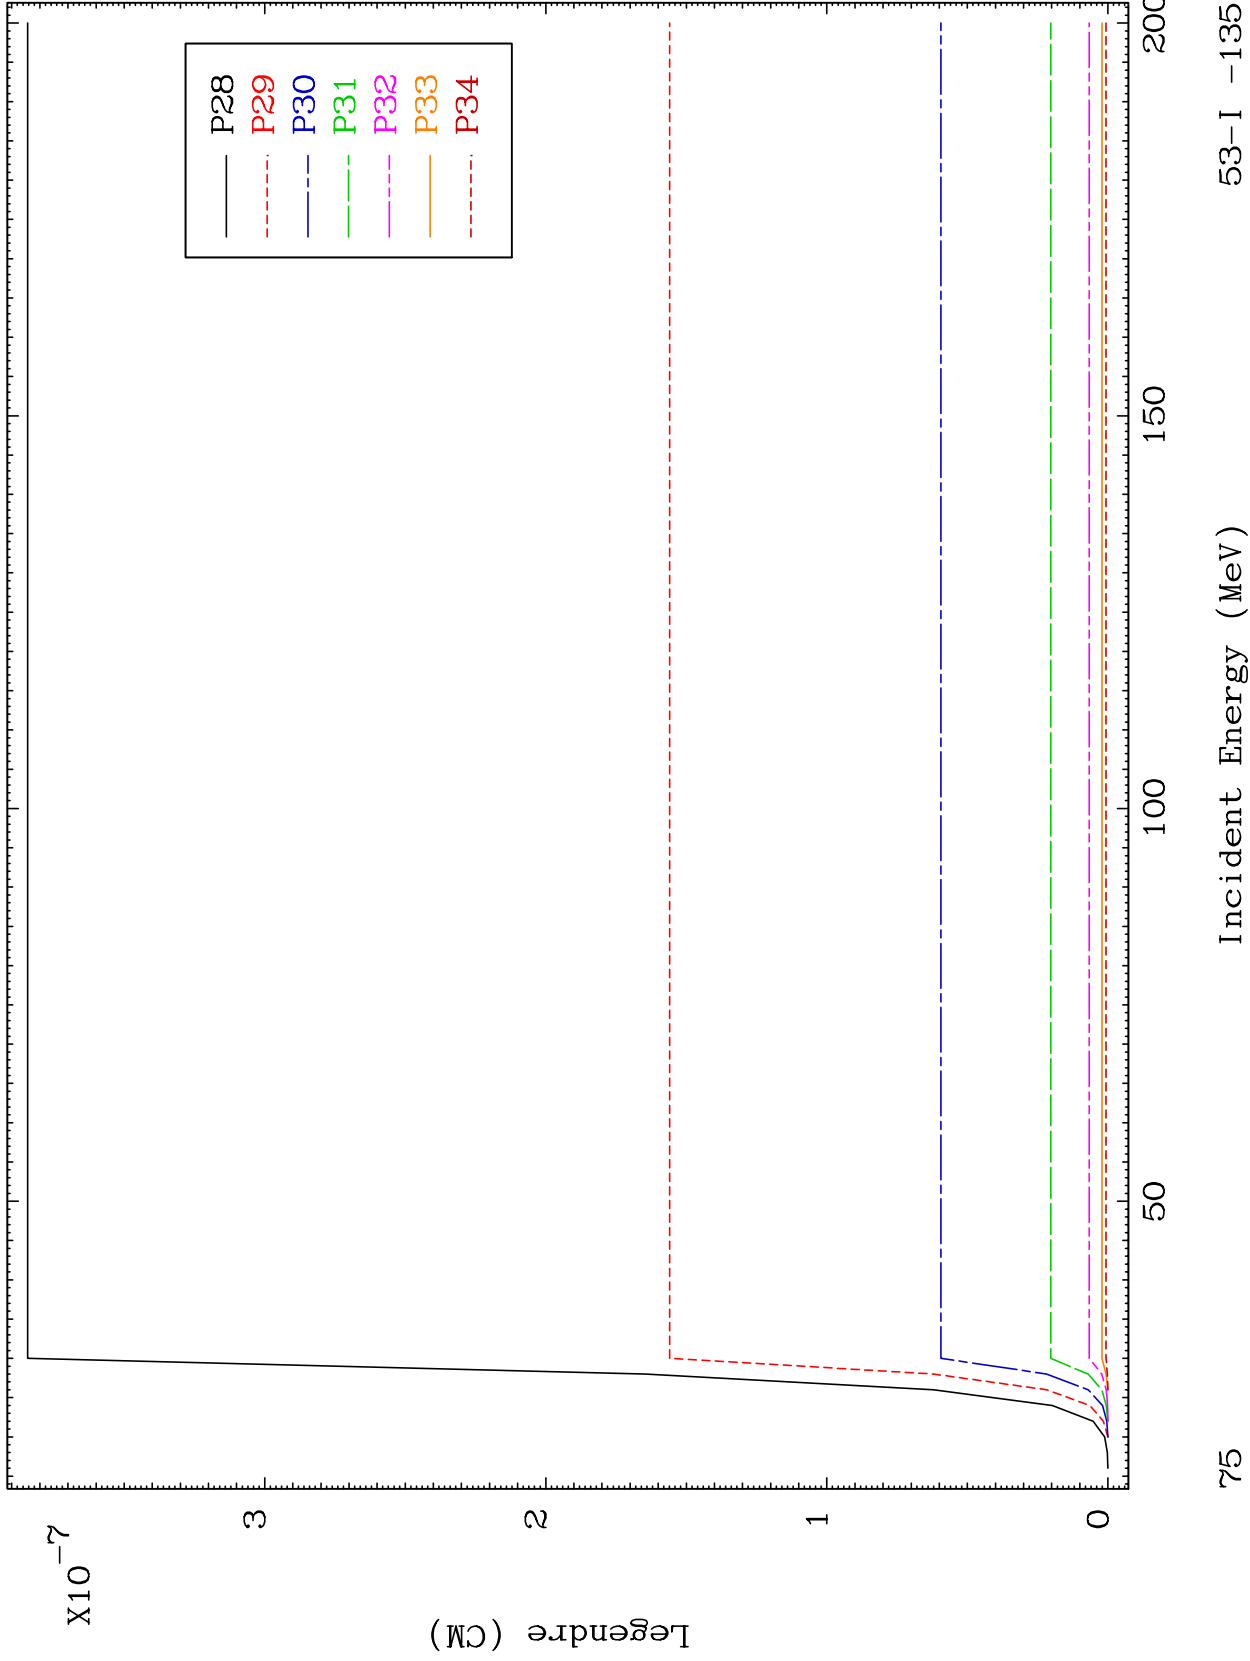 X10-7
3
2
1
0
Legendre (CM)
P28
P29
P30
P31
P32
P33
P34
50
100
150
200
Incident Energy (MeV)
75
53-I -135